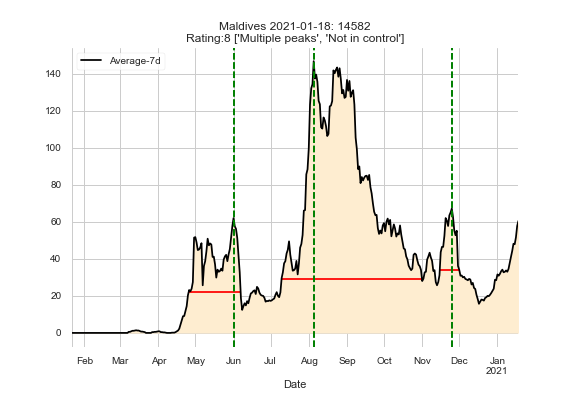 Maldives 2021-01-18: 14582
Rating:8 ['Multiple peaks', 'Not in control']
Average-7d
140
120
100
80
60
40
20
0
Feb Mar Apr May Jun Jul Aug Sep Oct Nov Dec Jan
2021
Date